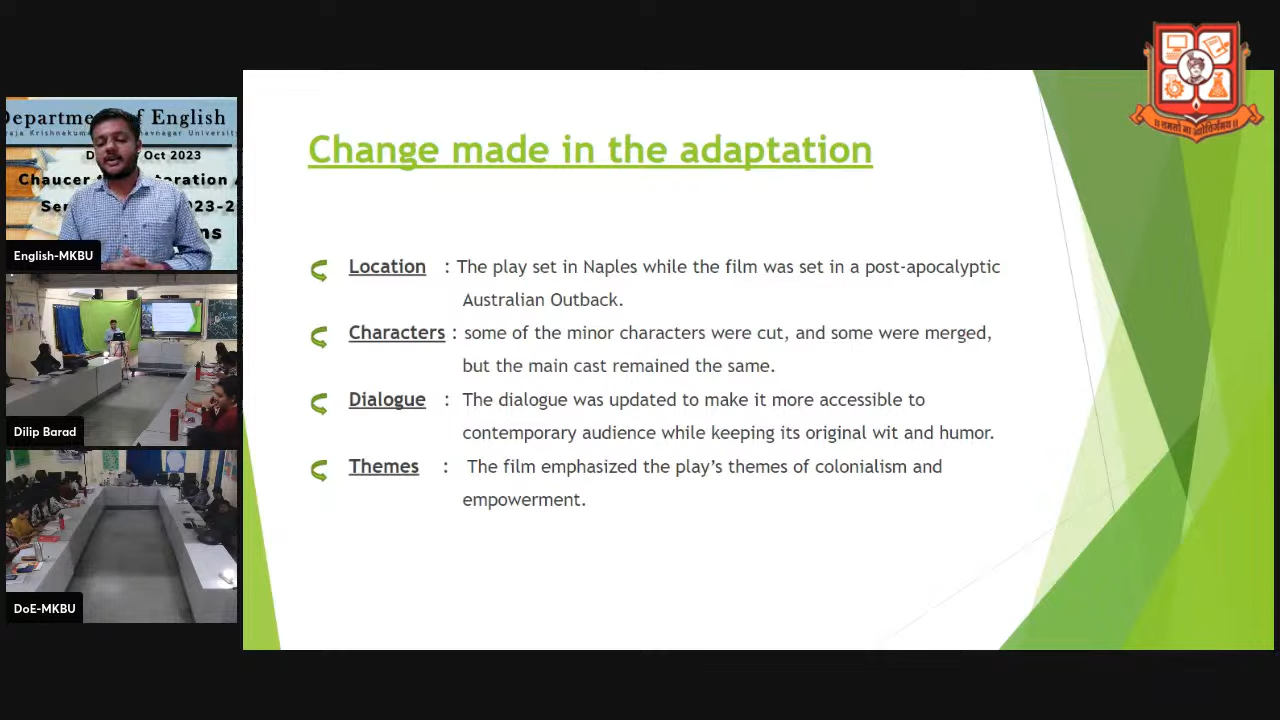 Department of English
Oct 2023
English-MKBU
Dilip Barad
DoE-MKBU
Change made in the adaptation
Location : The play set in Naples while the film was set in a post-apocalyptic
Australian Outback.
Characters : some of the minor characters were cut, and some were merged,
but the main cast remained the same.
Dialogue : The dialogue was updated to make it more accessible to
contemporary audience while keeping its original wit and humor.
Themes : The film emphasized the play’s themes of colonialism and
empowerment.
॥ तमसो मा ज्योतिर्गमय ॥